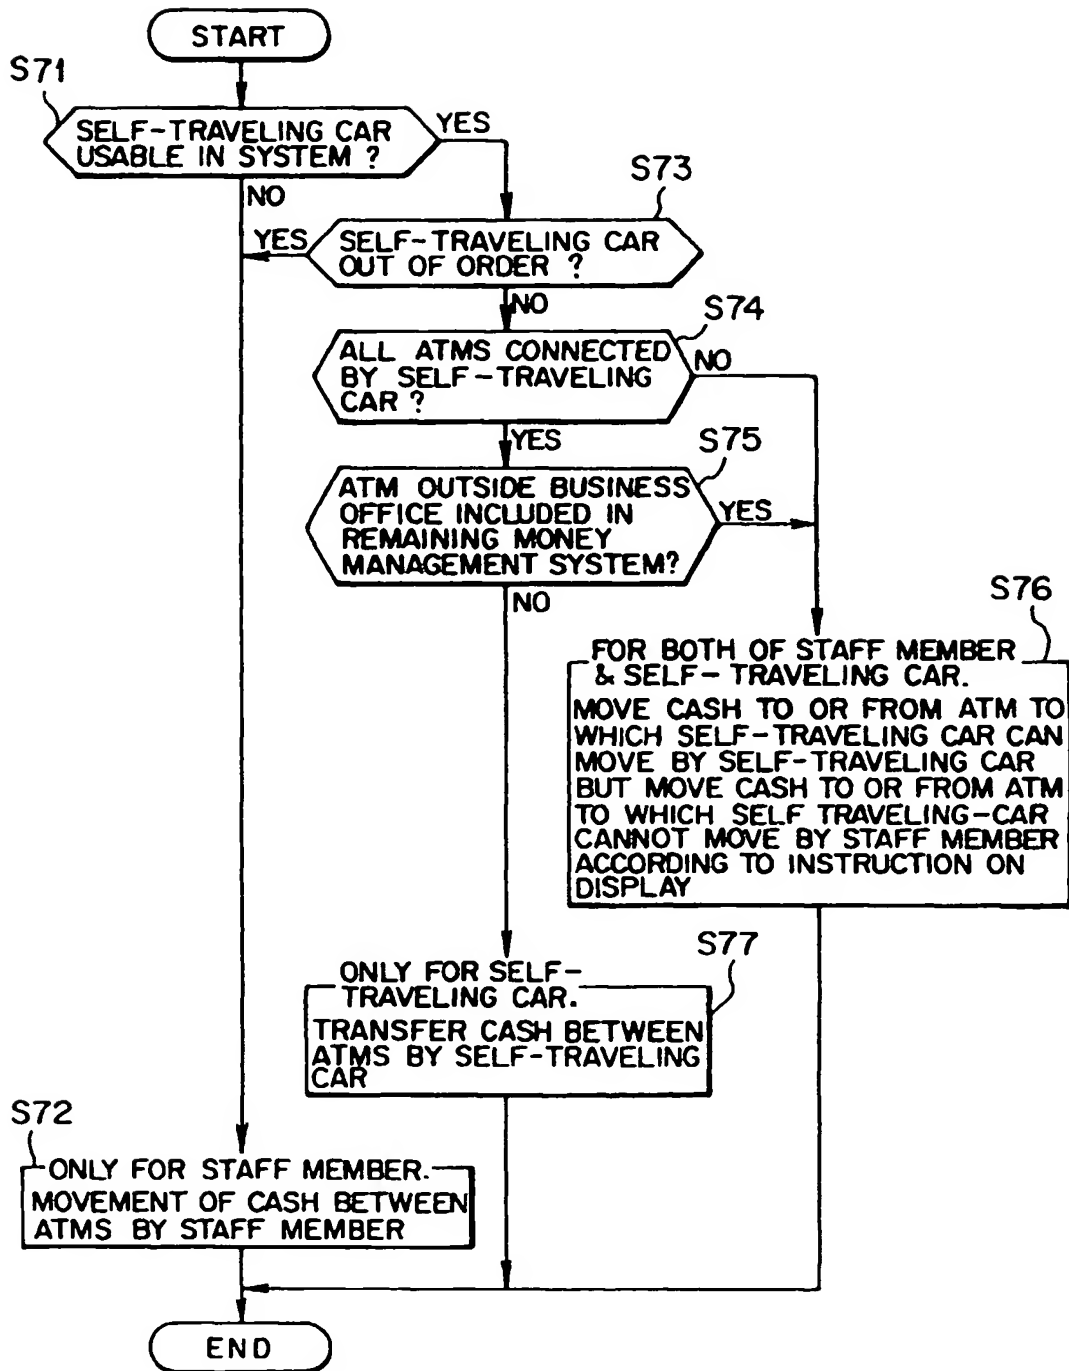 START
S71
SELF-TRAVELING CAR
USABLE IN SYSTEM ?
YES
NO
S73
YES
SELF-TRAVELING CAR
OUT OF ORDER ?
NO
S74
ALL ATMS CONNECTED
BY SELF-TRAVELING
CAR ?
NO
YES
S75
ATM OUTSIDE BUSINESS
OFFICE INCLUDED IN
REMAINING MONEY
MANAGEMENT SYSTEM?
YES
NO
S76
FOR BOTH OF STAFF MEMBER
& SELF-TRAVELING CAR.
MOVE CASH TO OR FROM ATM TO
WHICH SELF-TRAVELING CAR CAN
MOVE BY SELF-TRAVELING CAR
BUT MOVE CASH TO OR FROM ATM
TO WHICH SELF TRAVELING-CAR
CANNOT MOVE BY STAFF MEMBER
ACCORDING TO INSTRUCTION ON
DISPLAY
S77
ONLY FOR SELF-
TRAVELING CAR.
TRANSFER CASH BETWEEN
ATMS BY SELF-TRAVELING
CAR
S72
ONLY FOR STAFF MEMBER.
MOVEMENT OF CASH BETWEEN
ATMS BY STAFF MEMBER
END